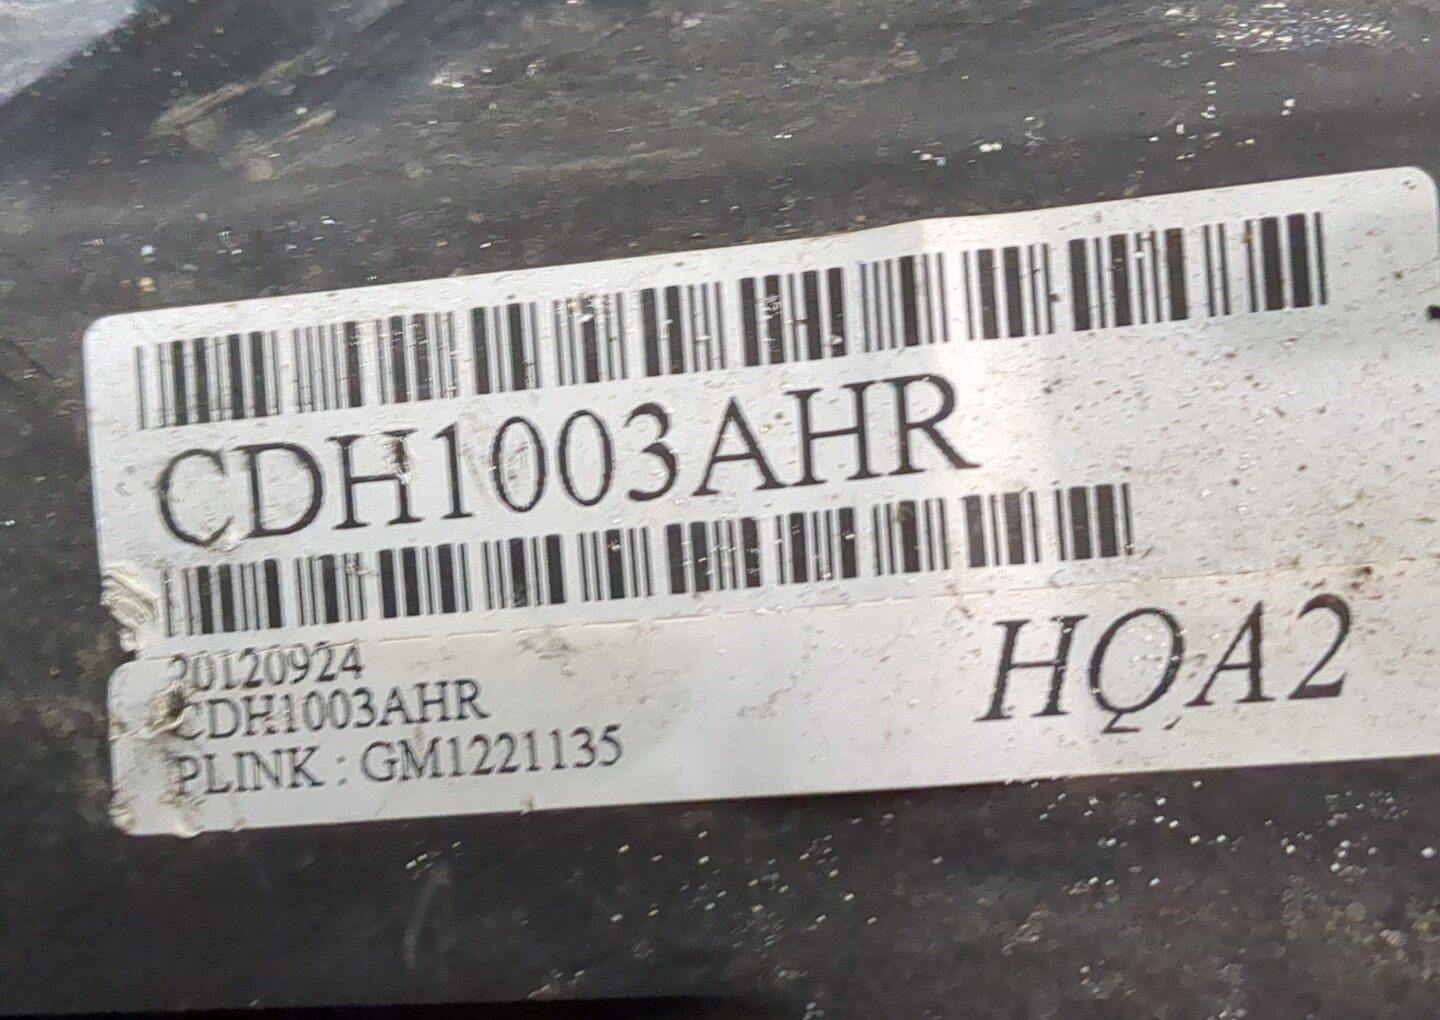 CDH1003AHR
20120924
CDH1003AHR
PLINK : GM1221135
HQA2